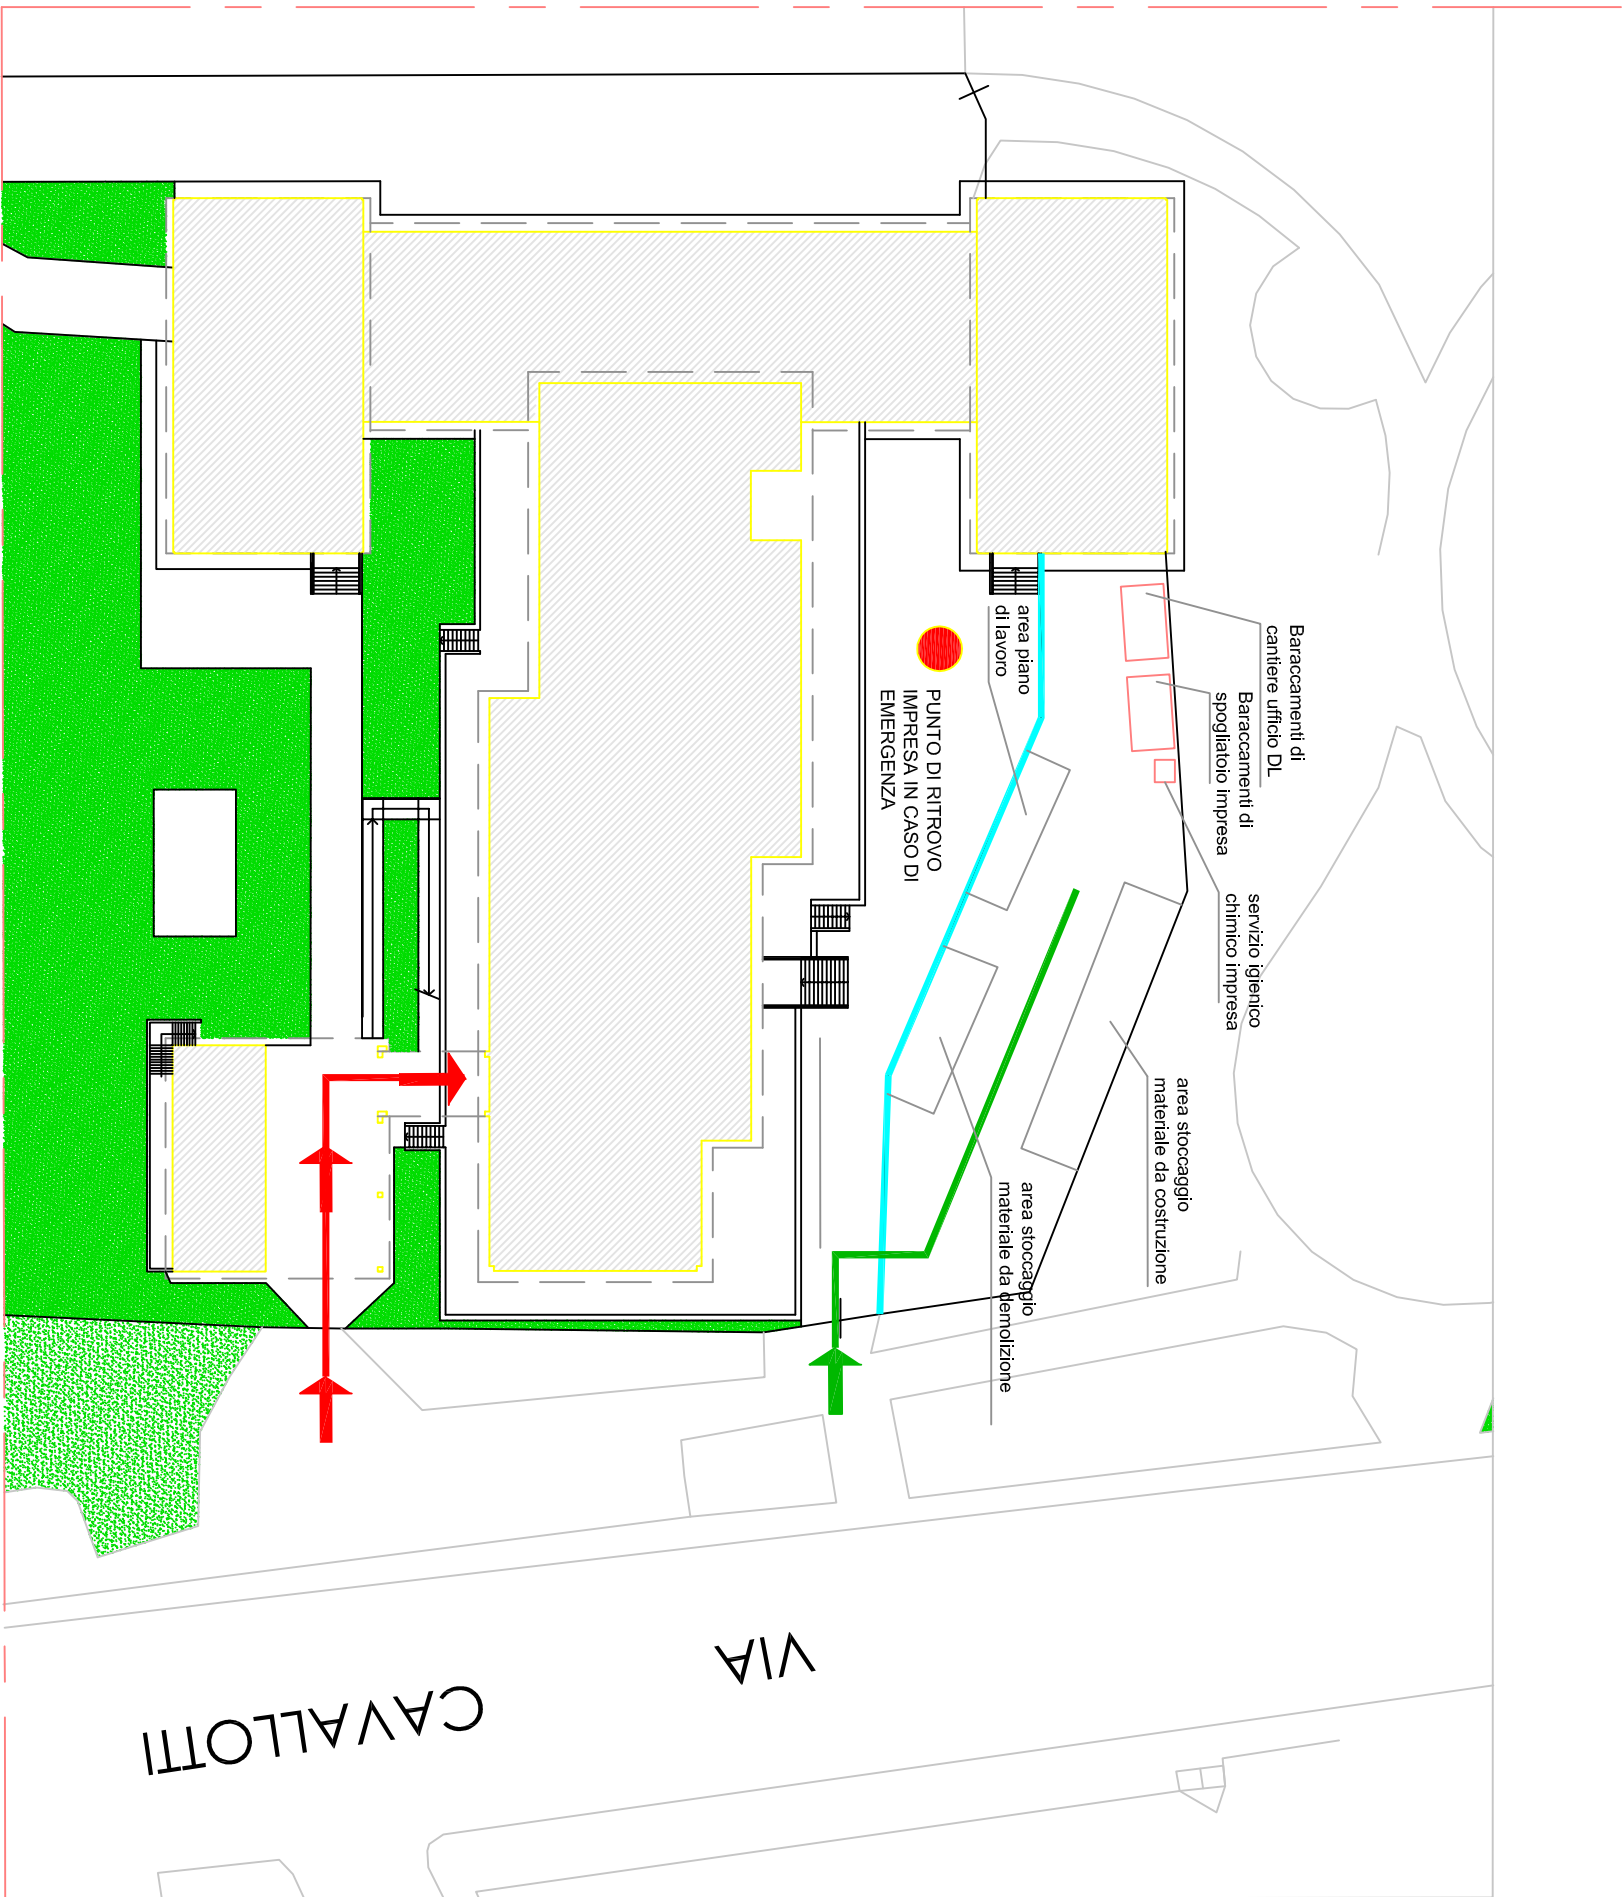 Baraccamenti di
cantiere ufficio DL
Baraccamenti di
spogliatoio impresa
servizio igienico
chimico impresa
area piano
di lavoro
PUNTO DI RITROVO
IMPRESA IN CASO DI
EMERGENZA
area stoccaggio
materiale da costruzione
area stoccaggio
materiale da demolizione
VIA
CAVALLOTTI